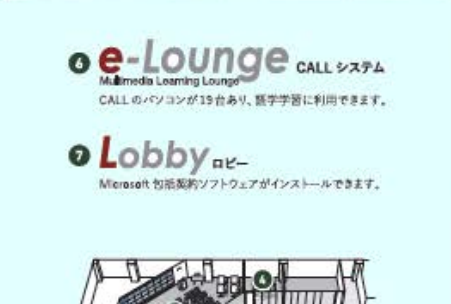 6 e-Lounge CALL システム
Multimedia Learning Lounge
CALL のパソコンが19台あり、語学学習に利用できます。
7 Lobby ロビー
Microsoft 包括契約ソフトウェアがインストールできます。
6